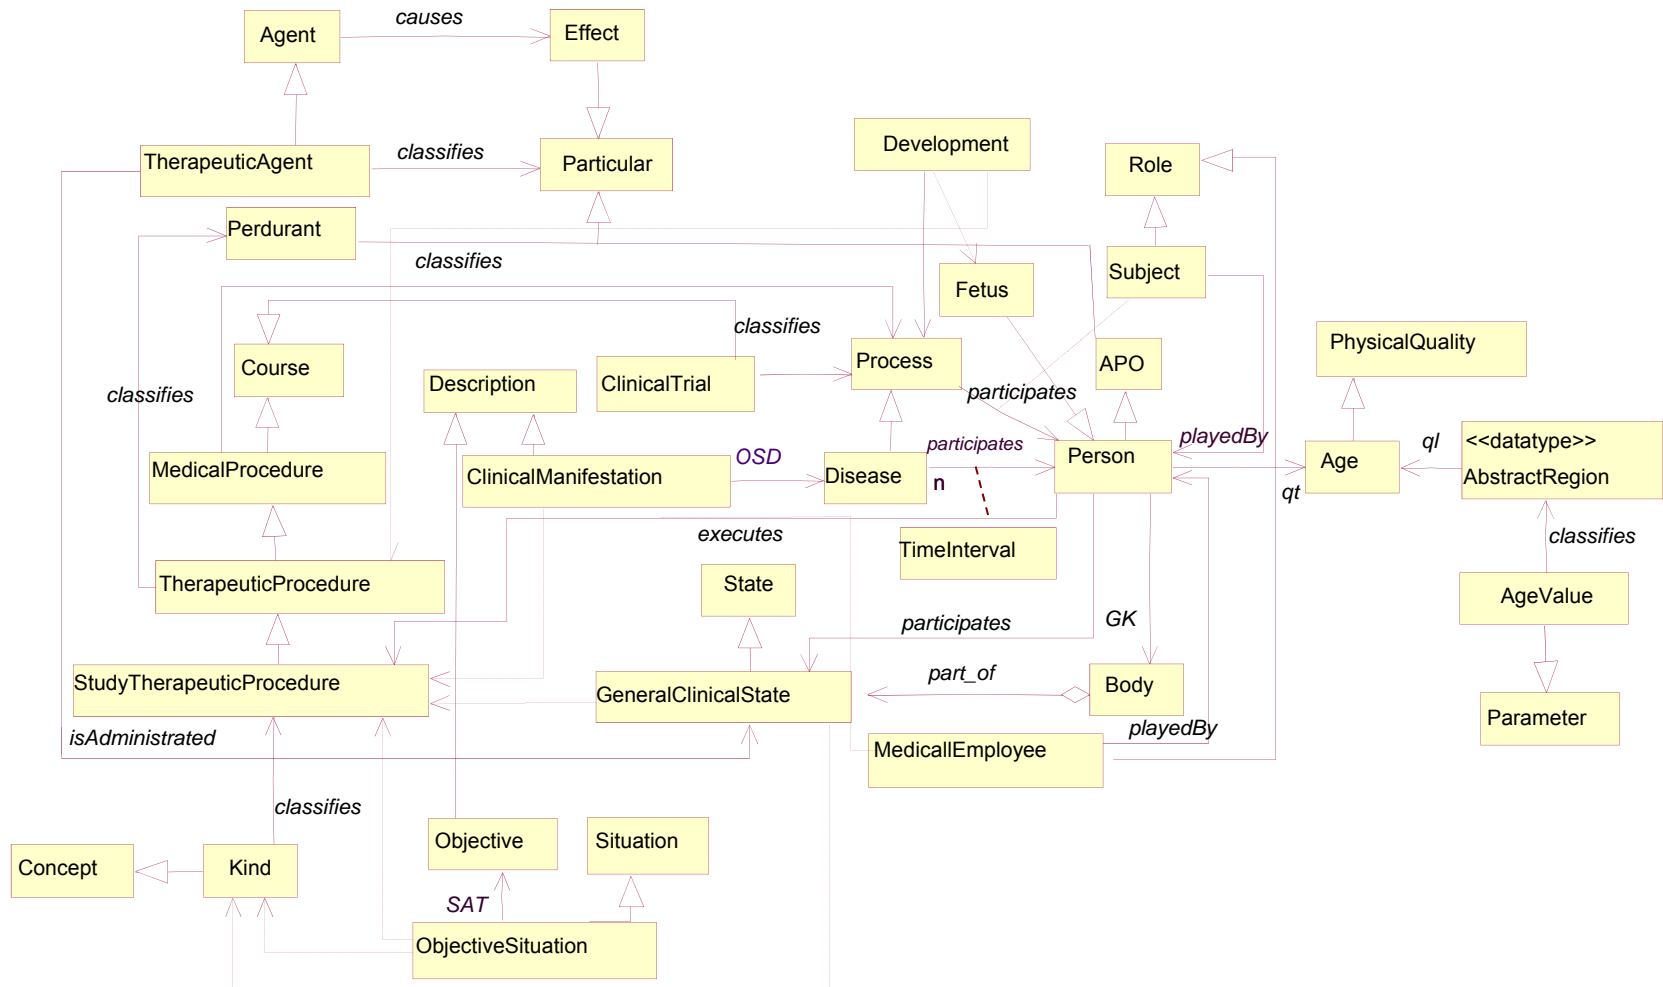 causes
Agent
Effect
Development
TherapeuticAgent
classifies
Particular
Role
Perdurant
classifies
Subject
Fetus
classifies
PhysicalQuality
Course
Description
ClinicalTrial
Process
APO
classifies
participates
MedicalProcedure
ClinicalManifestation
OSD
Disease
participates
n
Person
playedBy
Age
qt
ql
<<datatype>>
AbstractRegion
executes
TimeInterval
classifies
TherapeuticProcedure
State
AgeValue
participates
GK
StudyTherapeuticProcedure
GeneralClinicalState
part_of
Body
Parameter
isAdministrated
MedicallEmployee
playedBy
classifies
Objective
Situation
Concept
Kind
SAT
ObjectiveSituation